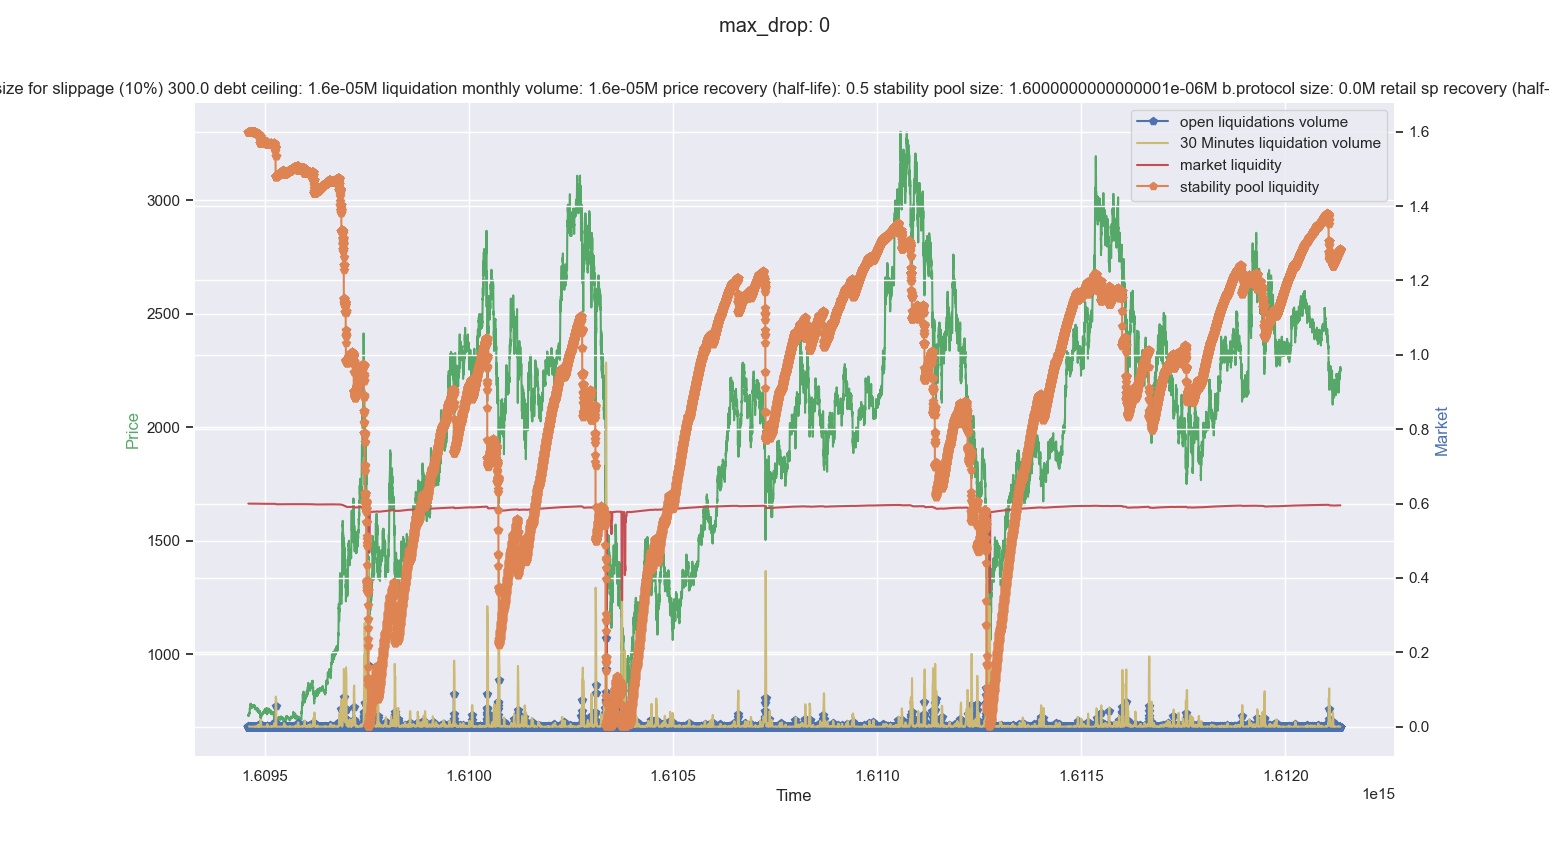 max_drop: 0
size for slippage (10%) 300.0 debt ceiling: 1.6e-05M liquidation monthly volume: 1.6e-05M price recovery (half-life): 0.5 stability pool size: 1.6000000000000001e-06M b.protocol size: 0.0M retail sp recovery (half-
open liquidations volume
30 Minutes liquidation volume
market liquidity
stability pool liquidity
3000
2500
2000
1500
1000
Price
1.6
1.4
1.2
1.0
0.8
0.6
0.4
0.2
0.0
Market
1.6095
1.6100
1.6105
1.6110
1.6115
1.6120
1e15
Time